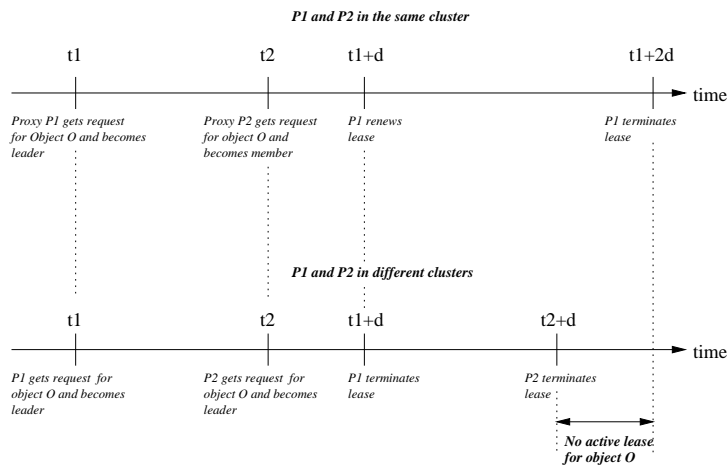 P1 and P2 in the same cluster
t1 t2 t1+d t1+2d
time
Proxy P1 gets request
for Object O and becomes
leader
Proxy P2 gets request
for object O and
becomes member
P1 renews
lease
P1 terminates
lease
P1 and P2 in different clusters
t1 t2 t1+d t2+d
time
P1 gets request for
object O and becomes
leader
P2 gets request for
object O and becomes
leader
P1 terminates
lease
P2 terminates
lease
No active lease
for object O